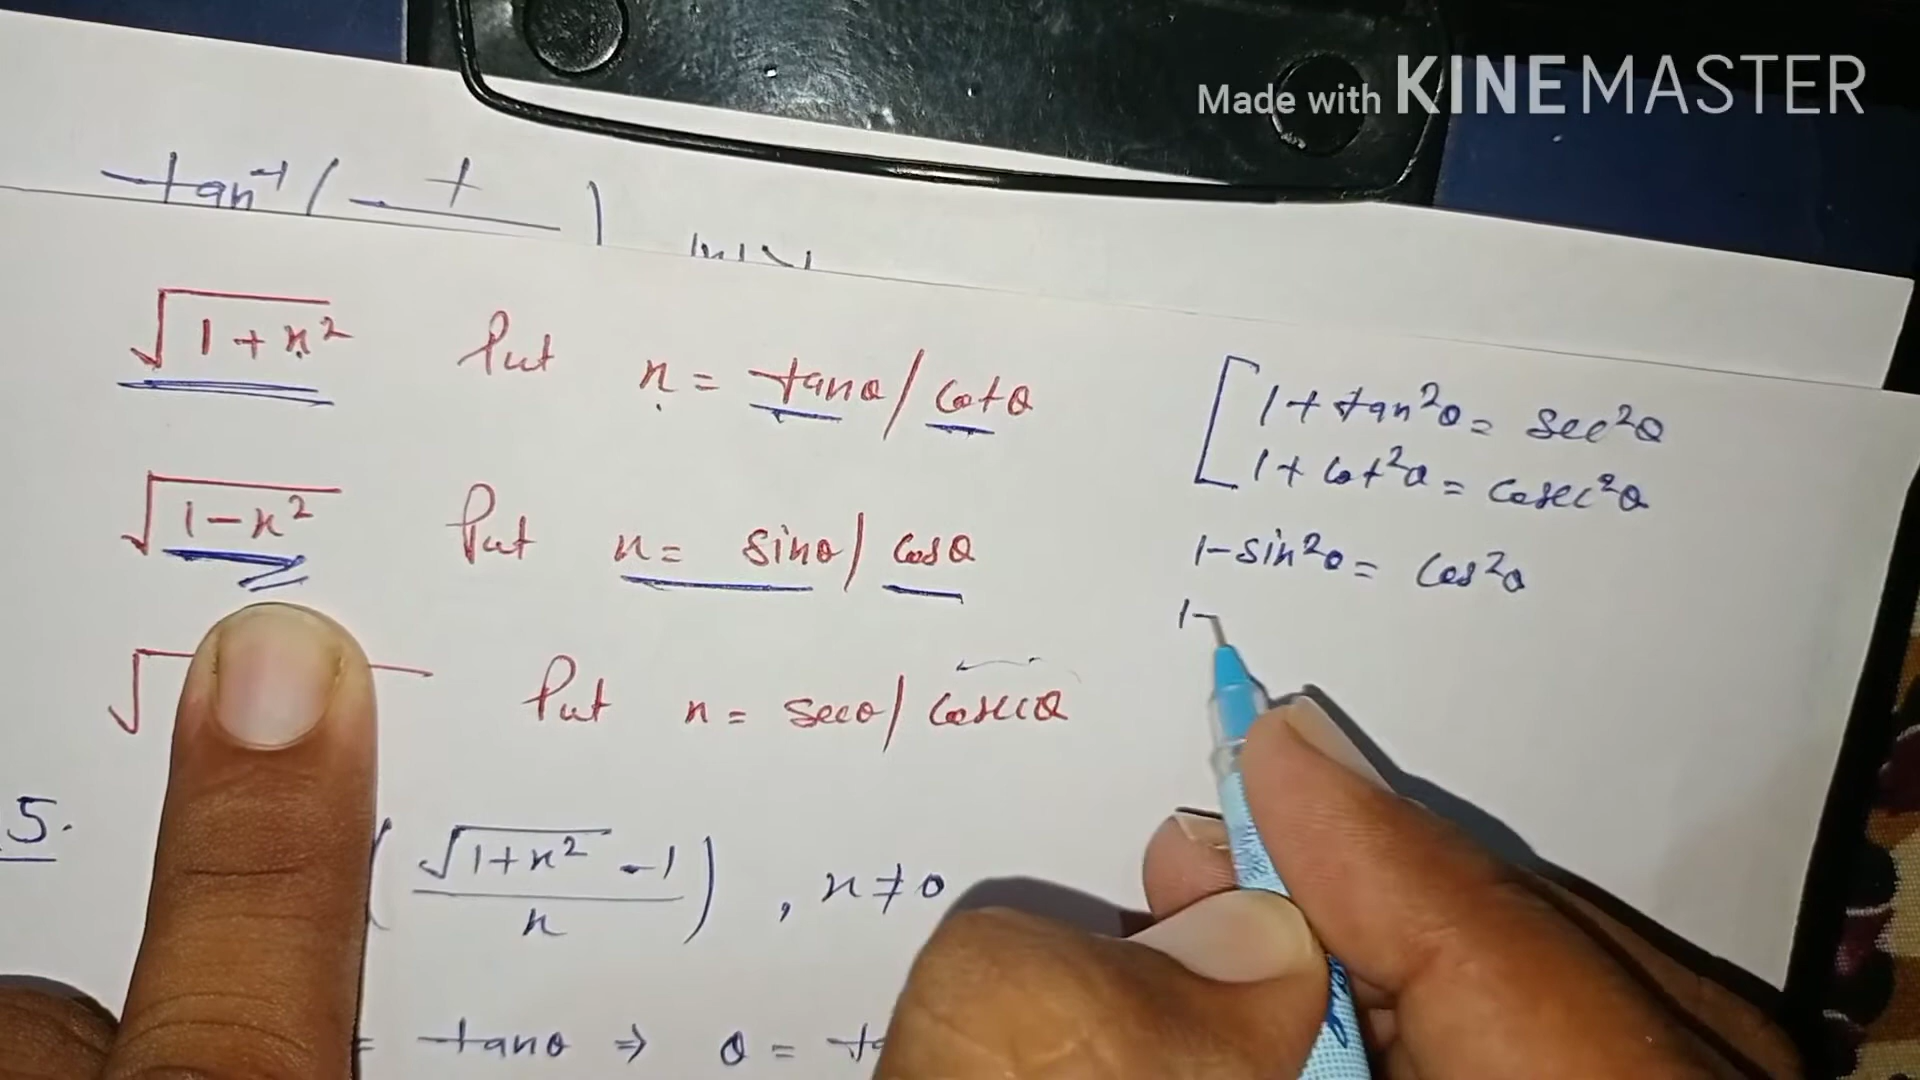 Made with KINEMASTER
tan⁻¹(
√1+x² Put x = tanθ / cotθ [1 + tan²θ = sec²θ
1 + cot²θ = cosec²θ
√1-x² Put x = sinθ / cosθ 1-sin²θ = cos²θ
1-
√ Put x = secθ / cosecθ
5. ( (√1+x² - 1) / x ) , x ≠ 0
= tanθ ⇒ θ =